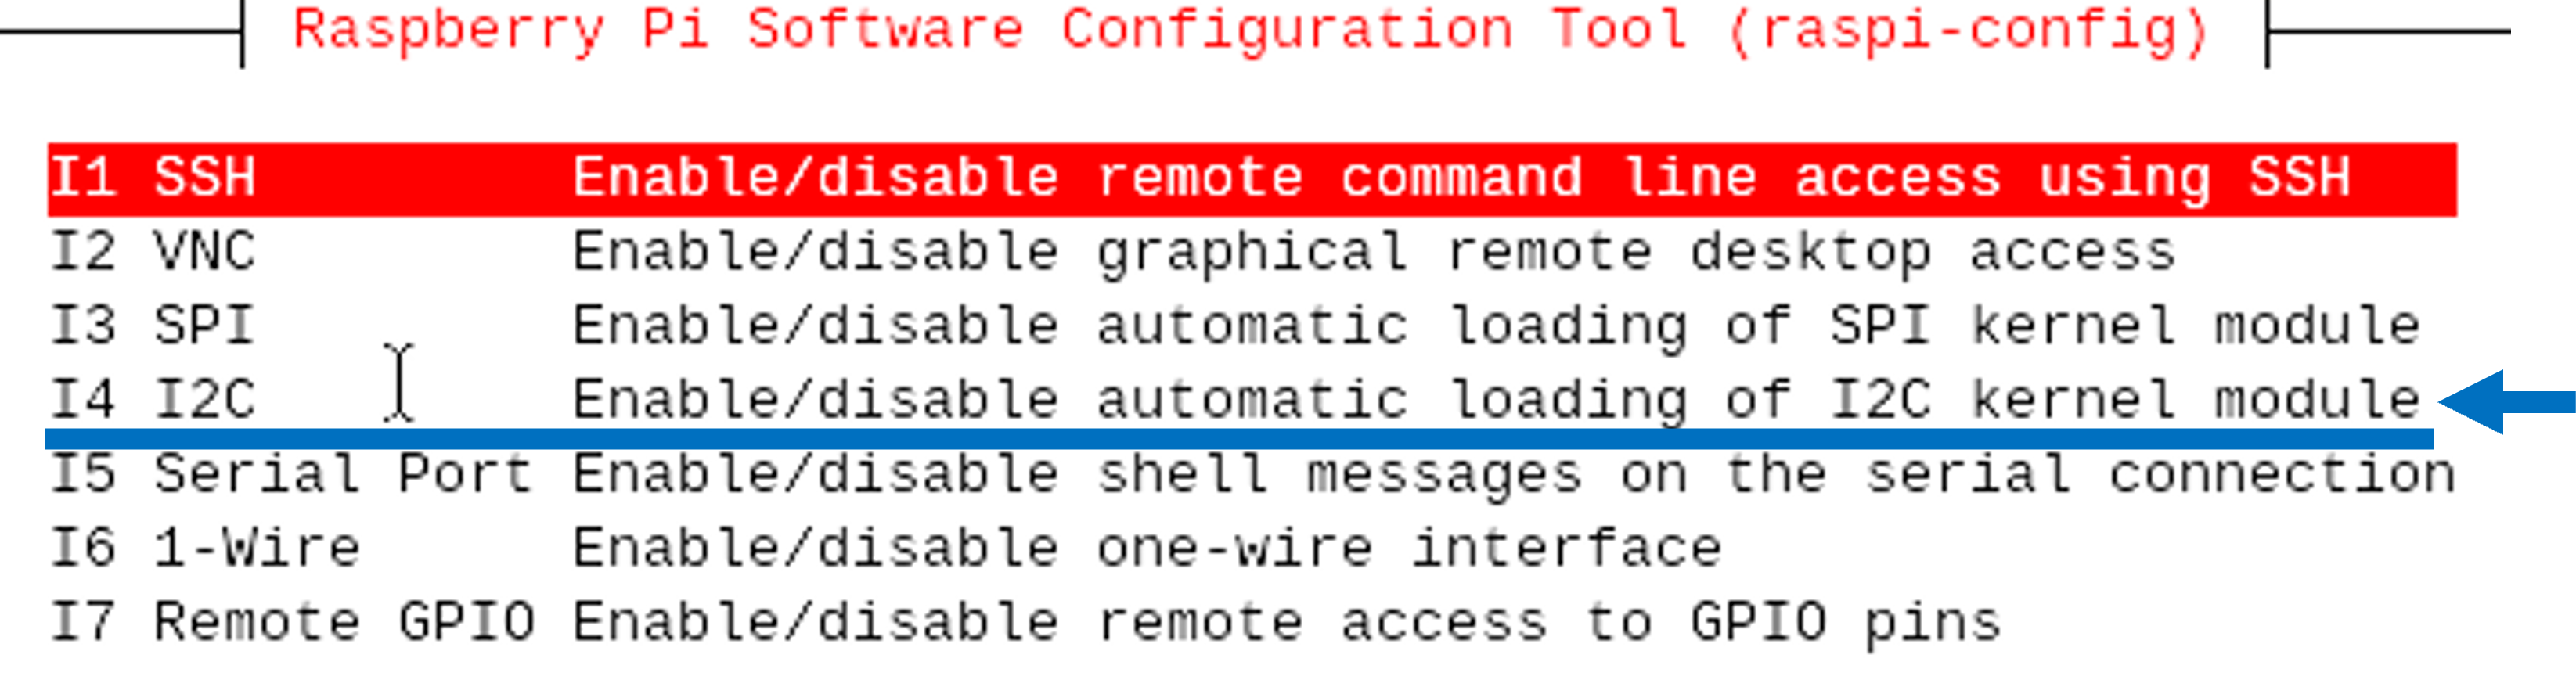 Raspberry Pi Software Configuration Tool (raspi-config)
I1 SSH Enable/disable remote command line access using SSH
I2 VNC Enable/disable graphical remote desktop access
I3 SPI Enable/disable automatic loading of SPI kernel module
I4 I2C Enable/disable automatic loading of I2C kernel module
I5 Serial Port Enable/disable shell messages on the serial connection
I6 1-Wire Enable/disable one-wire interface
I7 Remote GPIO Enable/disable remote access to GPIO pins